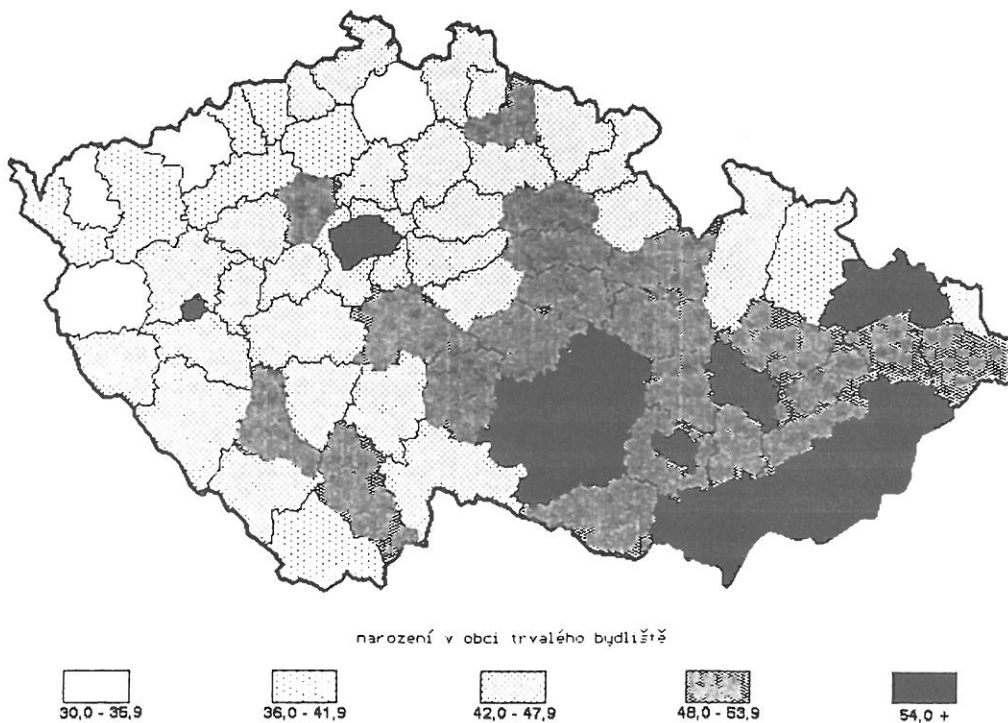 narození v obci trvalého bydliště
30,0 - 35,9 36,0 - 41,9 42,0 - 47,9 48,0 - 53,9 54,0 +